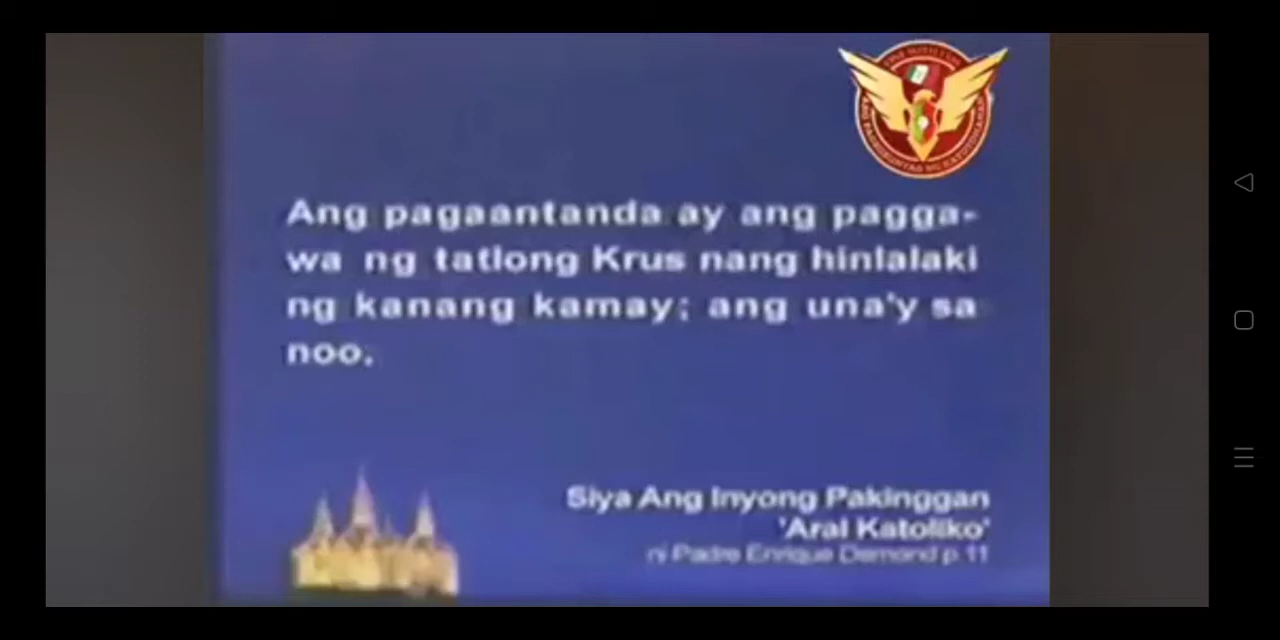 Ang pagaantanda ay ang pagga-
wa ng tatlong Krus nang hinlalaki
ng kanang kamay; ang una'y sa
noo.
Siya Ang Inyong Pakinggan
'Aral Katoliko'
ni Padre Enrique Demond p.11